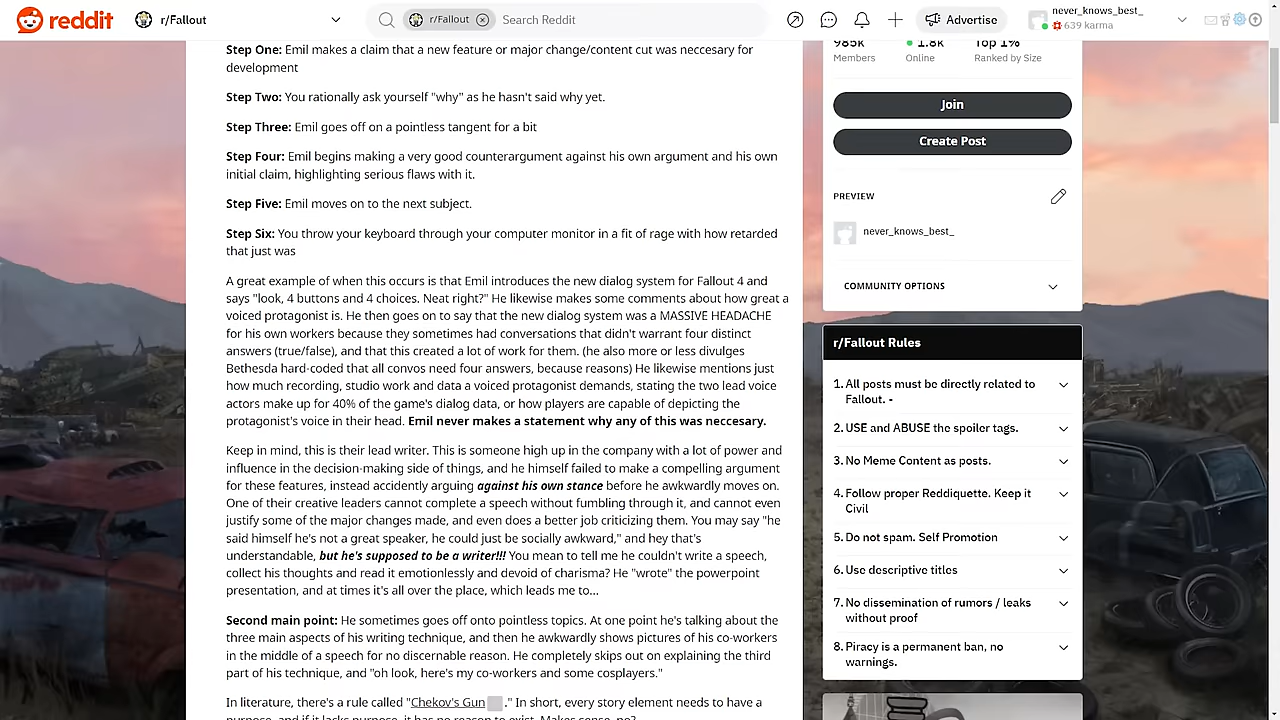 reddit
r/Fallout
r/Fallout
Search Reddit
Advertise
never_knows_best_
639 karma
Step One: Emil makes a claim that a new feature or major change/content cut was neccesary for
development
Step Two: You rationally ask yourself "why" as he hasn't said why yet.
Step Three: Emil goes off on a pointless tangent for a bit
Step Four: Emil begins making a very good counterargument against his own argument and his own
initial claim, highlighting serious flaws with it.
Step Five: Emil moves on to the next subject.
Step Six: You throw your keyboard through your computer monitor in a fit of rage with how retarded
that just was
A great example of when this occurs is that Emil introduces the new dialog system for Fallout 4 and
says "look, 4 buttons and 4 choices. Neat right?" He likewise makes some comments about how great a
voiced protagonist is. He then goes on to say that the new dialog system was a MASSIVE HEADACHE
for his own workers because they sometimes had conversations that didn't warrant four distinct
answers (true/false), and that this created a lot of work for them. (he also more or less divulges
Bethesda hard-coded that all convos need four answers, because reasons) He likewise mentions just
how much recording, studio work and data a voiced protagonist demands, stating the two lead voice
actors make up for 40% of the game's dialog data, or how players are capable of depicting the
protagonist's voice in their head. Emil never makes a statement why any of this was neccesary.
Keep in mind, this is their lead writer. This is someone high up in the company with a lot of power and
influence in the decision-making side of things, and he himself failed to make a compelling argument
for these features, instead accidently arguing against his own stance before he awkwardly moves on.
One of their creative leaders cannot complete a speech without fumbling through it, and cannot even
justify some of the major changes made, and even does a better job criticizing them. You may say "he
said himself he's not a great speaker, he could just be socially awkward," and hey that's
understandable, but he's supposed to be a writer!!! You mean to tell me he couldn't write a speech,
collect his thoughts and read it emotionlessly and devoid of charisma? He "wrote" the powerpoint
presentation, and at times it's all over the place, which leads me to...
Second main point: He sometimes goes off onto pointless topics. At one point he's talking about the
three main aspects of his writing technique, and then he awkwardly shows pictures of his co-workers
in the middle of a speech for no discernable reason. He completely skips out on explaining the third
part of his technique, and "oh look, here's my co-workers and some cosplayers."
In literature, there's a rule called "Chekov's Gun ." In short, every story element needs to have a
purpose, and if it lacks purpose, it has no reason to exist. Makes sense, no?
985k
1.8k
Top 1%
Members
Online
Ranked by Size
Join
Create Post
PREVIEW
never_knows_best_
COMMUNITY OPTIONS
r/Fallout Rules
1. All posts must be directly related to
Fallout. -
2. USE and ABUSE the spoiler tags.
3. No Meme Content as posts.
4. Follow proper Reddiquette. Keep it
Civil
5. Do not spam. Self Promotion
6. Use descriptive titles
7. No dissemination of rumors / leaks
without proof
8. Piracy is a permanent ban, no
warnings.